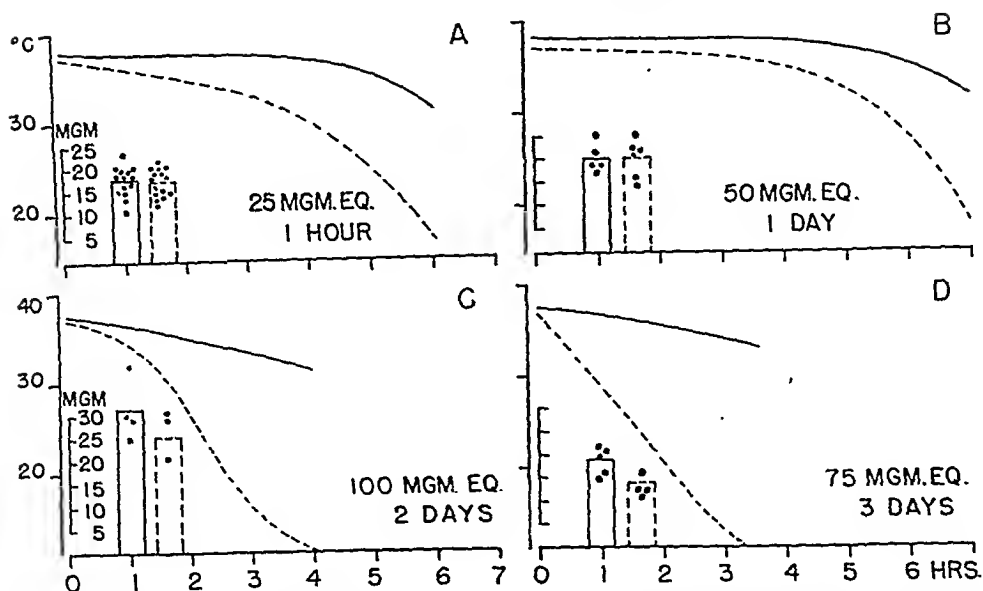 A
B
°C
30
20
MGM
25
20
15
10
5
25 MGM. EQ.
1 HOUR
50 MGM. EQ.
1 DAY
C
D
40
30
20
MGM
30
25
20
15
10
5
100 MGM. EQ.
2 DAYS
75 MGM. EQ.
3 DAYS
0 1 2 3 4 5 6 7
0 1 2 3 4 5 6 HRS.